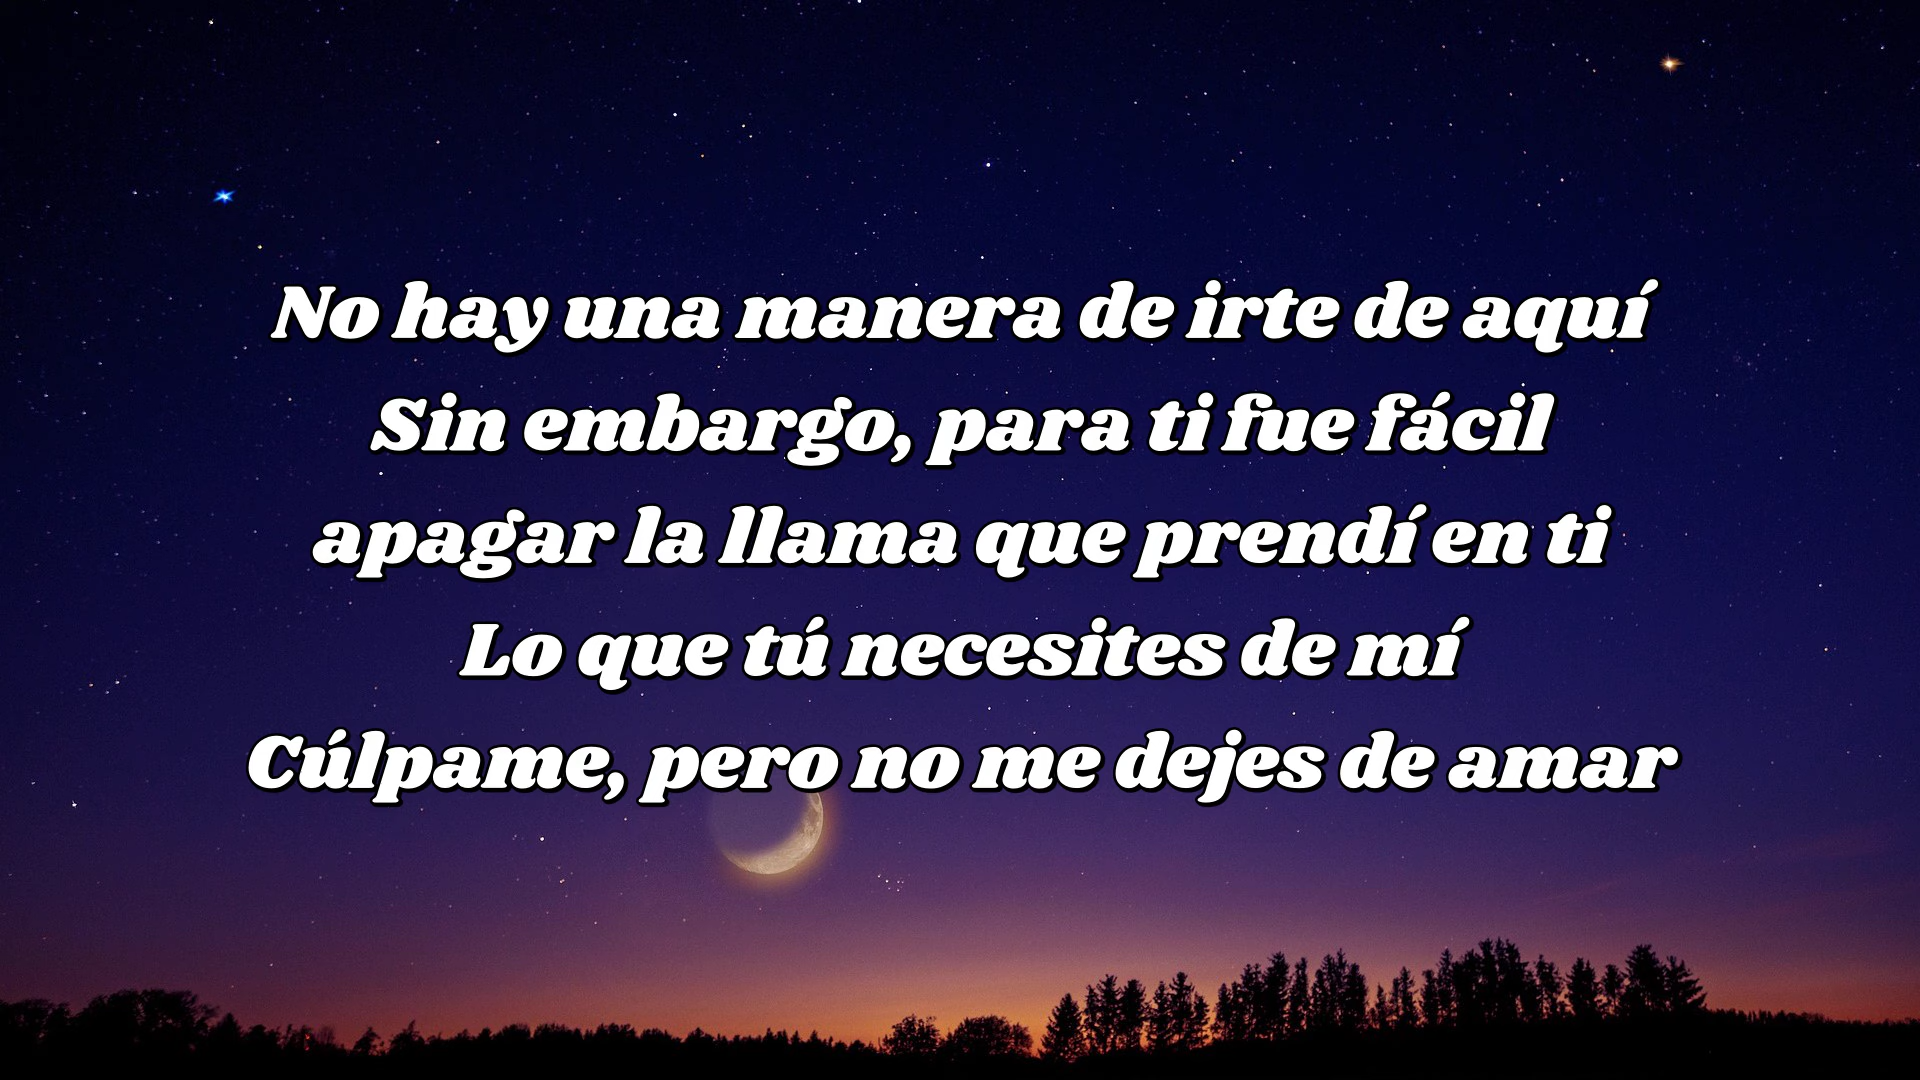 No hay una manera de irte de aquí
Sin embargo, para ti fue fácil
apagar la llama que prendí en ti
Lo que tú necesites de mí
Cúlpame, pero no me dejes de amar